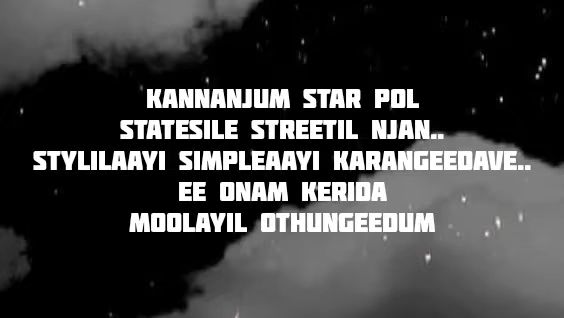 KANNANJUM STAR POL
STATESILE STREETIL NJAN..
STYLILAAYI SIMPLEAAYI KARANGEEDAVE..
EE ONAM KERIDA
MOOLAYIL OTHUNGEEDUM